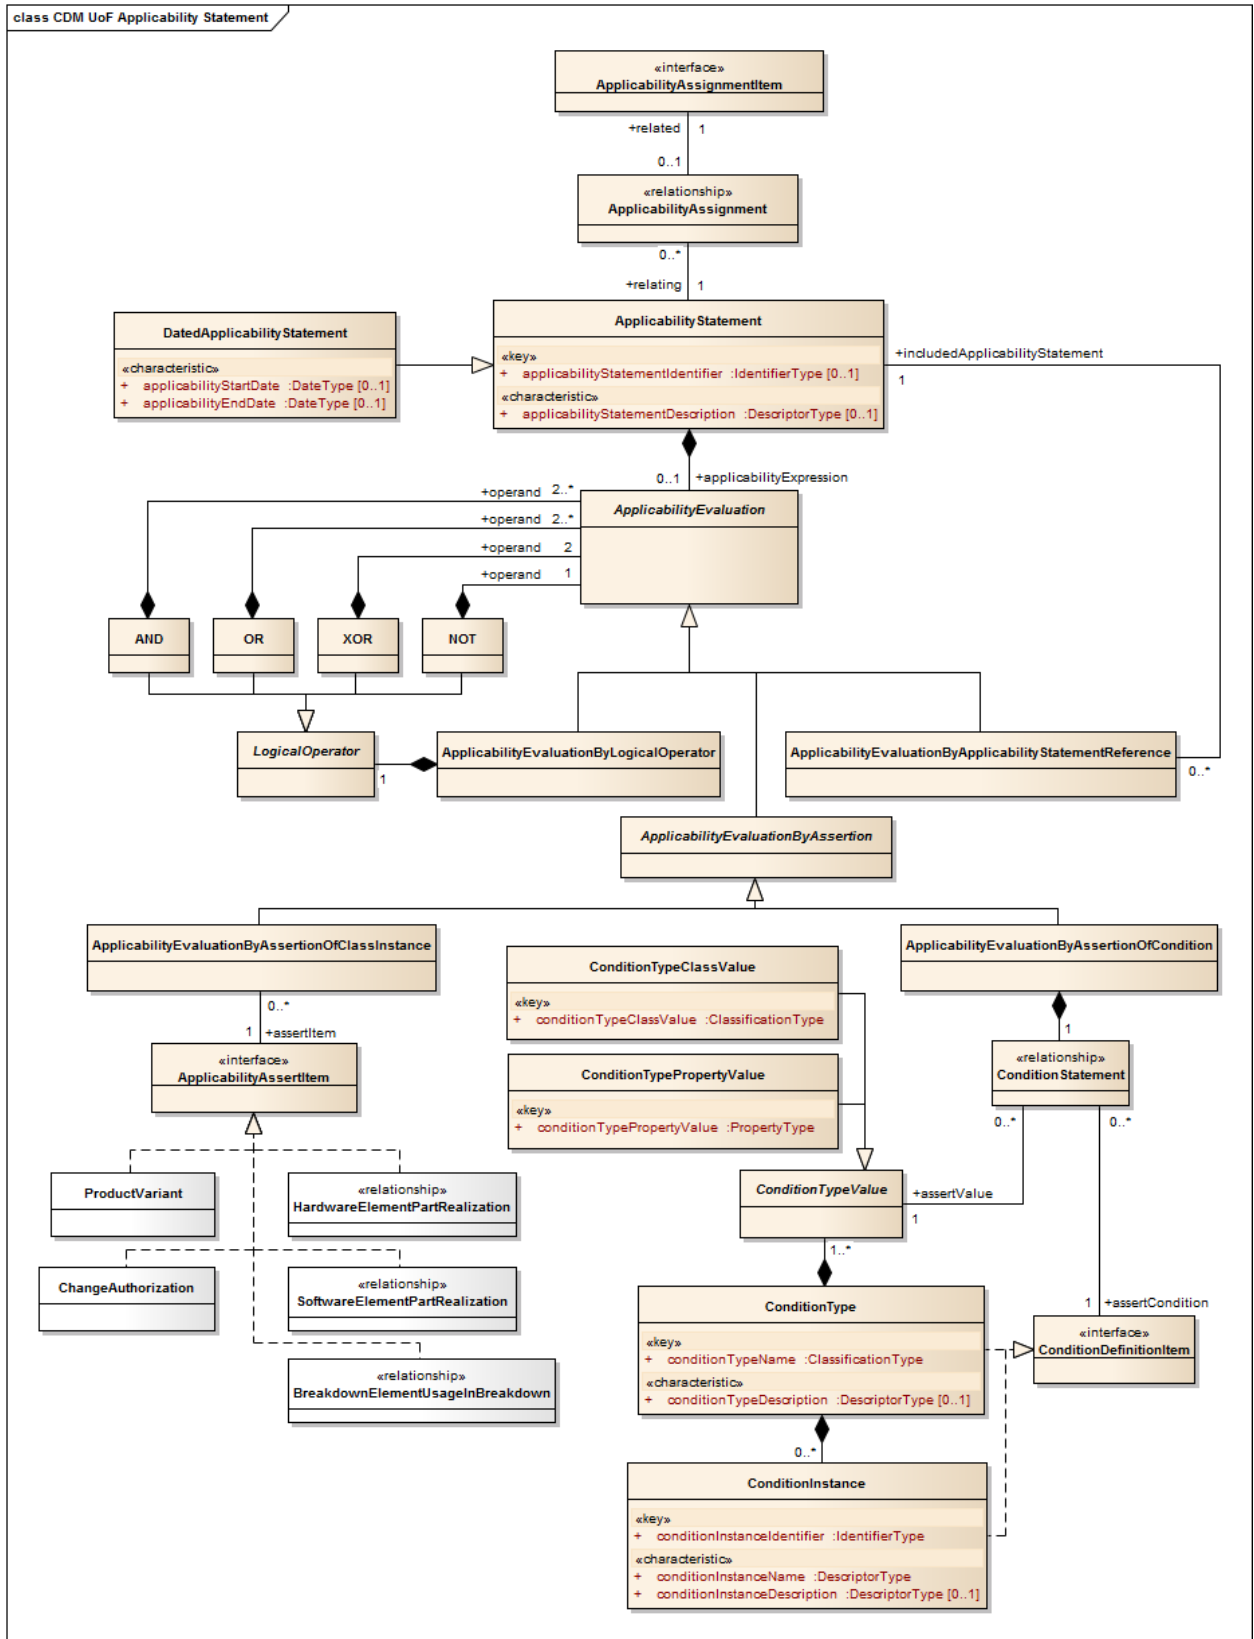 class CDM UoF Applicability Statement
«interface»
ApplicabilityAssignmentItem
+related 1
0..1
«relationship»
ApplicabilityAssignment
0..*
+relating 1
DatedApplicabilityStatement
«characteristic»
+ applicabilityStartDate :DateType [0..1]
+ applicabilityEndDate :DateType [0..1]
ApplicabilityStatement
«key»
+ applicabilityStatementIdentifier :IdentifierType [0..1]
«characteristic»
+ applicabilityStatementDescription :DescriptorType [0..1]
+includedApplicabilityStatement
1
0..1 +applicabilityExpression
+operand 2..*
+operand 2..*
+operand 2
+operand 1
ApplicabilityEvaluation
AND
OR
XOR
NOT
LogicalOperator
1
ApplicabilityEvaluationByLogicalOperator
ApplicabilityEvaluationByApplicabilityStatementReference
0..*
ApplicabilityEvaluationByAssertion
ApplicabilityEvaluationByAssertionOfClassInstance
0..*
1 +assertItem
«interface»
ApplicabilityAssertItem
ConditionTypeClassValue
«key»
+ conditionTypeClassValue :ClassificationType
ApplicabilityEvaluationByAssertionOfCondition
1
«relationship»
ConditionStatement
0..* 0..*
ConditionTypePropertyValue
«key»
+ conditionTypePropertyValue :PropertyType
ProductVariant
«relationship»
HardwareElementPartRealization
ConditionTypeValue
+assertValue
1
1..*
ChangeAuthorization
«relationship»
SoftwareElementPartRealization
«relationship»
BreakdownElementUsageInBreakdown
ConditionType
«key»
+ conditionTypeName :ClassificationType
«characteristic»
+ conditionTypeDescription :DescriptorType [0..1]
1 +assertCondition
«interface»
ConditionDefinitionItem
0..*
ConditionInstance
«key»
+ conditionInstanceIdentifier :IdentifierType
«characteristic»
+ conditionInstanceName :DescriptorType
+ conditionInstanceDescription :DescriptorType [0..1]